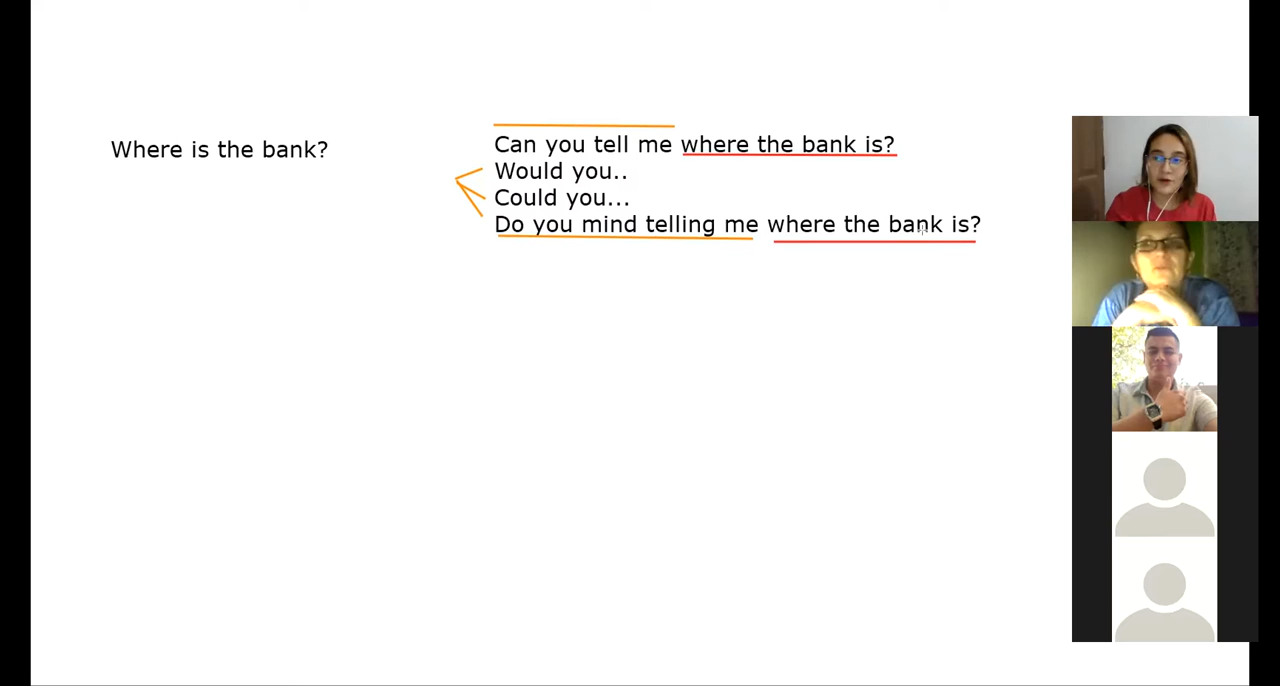 Where is the bank?
Can you tell me where the bank is?
Would you..
Could you...
Do you mind telling me where the bank is?